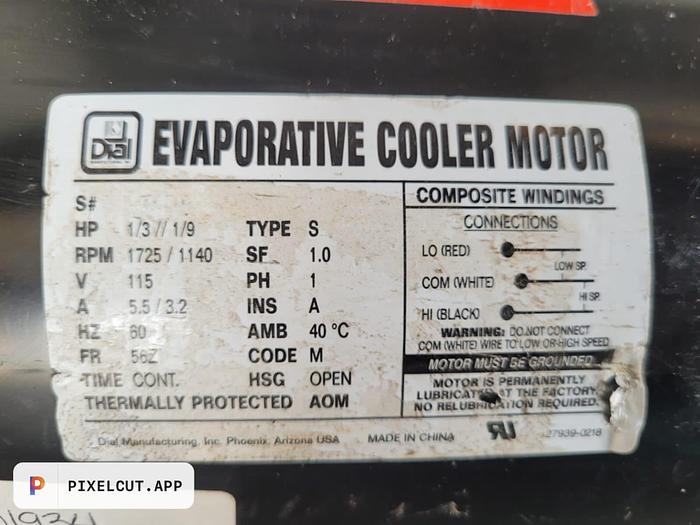 Dial
EVAPORATIVE COOLER MOTOR
S#
HP 1/3 // 1/9 TYPE S
RPM 1725 / 1140 SF 1.0
V 115 PH 1
A 5.5 / 3.2 INS A
HZ 60 AMB 40 °C
FR 56Z CODE M
TIME CONT. HSG OPEN
THERMALLY PROTECTED AOM
COMPOSITE WINDINGS
CONNECTIONS
LO (RED)
LOW SP.
COM (WHITE)
HI SP.
HI (BLACK)
WARNING: DO NOT CONNECT
COM (WHITE) WIRE TO LOW OR HIGH SPEED
MOTOR MUST BE GROUNDED
MOTOR IS PERMANENTLY
LUBRICATED AT THE FACTORY.
NO RELUBRICATION REQUIRED.
Dial Manufacturing, Inc. Phoenix, Arizona USA MADE IN CHINA 27939-0218
PIXELCUT.APP